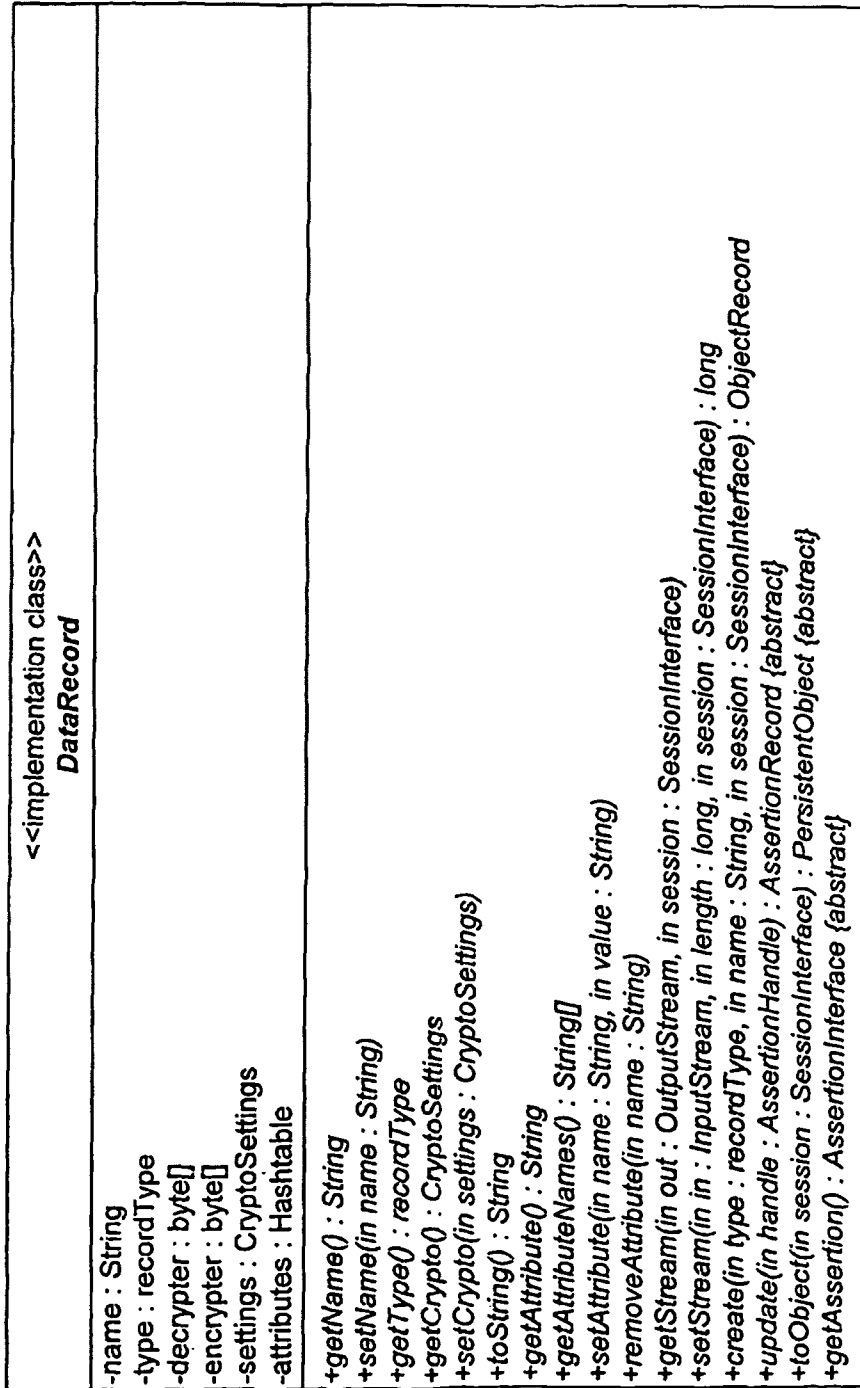 <<implementation class>>
DataRecord
-name : String
-type : recordType
-decrypter : byte[]
-encrypter : byte[]
-settings : CryptoSettings
-attributes : Hashtable
+getName() : String
+setName(in name : String)
+getType() : recordType
+getCrypto() : CryptoSettings
+setCrypto(in settings : CryptoSettings)
+toString() : String
+getAttribute() : String
+getAttributeNames() : String[]
+setAttribute(in name : String, in value : String)
+removeAttribute(in name : String)
+getStream(in out : OutputStream, in session : SessionInterface)
+setStream(in in : InputStream, in length : long, in session : SessionInterface) : long
+create(in type : recordType, in name : String, in session : SessionInterface) : ObjectRecord
+update(in handle : AssertionHandle) : AssertionRecord {abstract}
+toObject(in session : SessionInterface) : PersistentObject {abstract}
+getAssertion() : AssertionInterface {abstract}